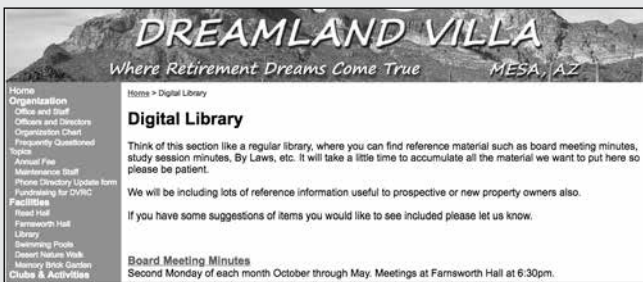 DREAMLAND VILLA
Where Retirement Dreams Come True
MESA, AZ
Home
Organization
Office and Staff
Officers and Directors
Organization Chart
Frequently Questioned
Topics
Annual Fee
Maintenance Staff
Phone Directory Update form
Fundraising for DVRC
Facilities
Read Hall
Farnsworth Hall
Library
Swimming Pools
Desert Nature Walk
Memory Brick Garden
Clubs & Activities
Home > Digital Library
Digital Library
Think of this section like a regular library, where you can find reference material such as board meeting minutes,
study session minutes, By Laws, etc. It will take a little time to accumulate all the material we want to put here so
please be patient.
We will be including lots of reference information useful to prospective or new property owners also.
If you have some suggestions of items you would like to see included please let us know.
Board Meeting Minutes
Second Monday of each month October through May. Meetings at Farnsworth Hall at 6:30pm.